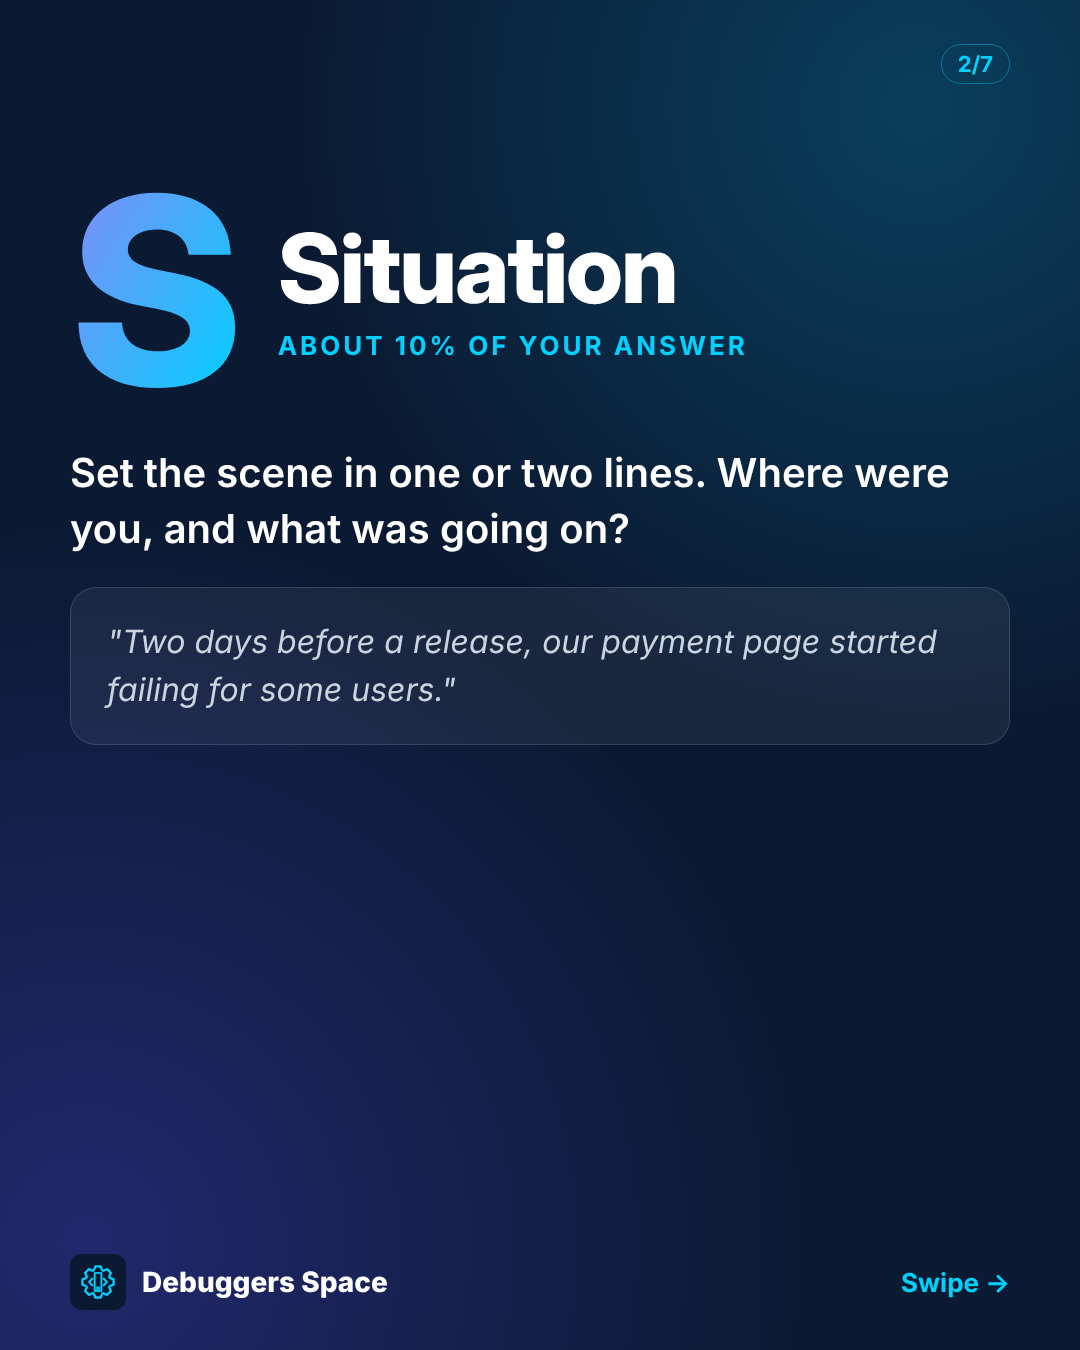 2/7
S
Situation
ABOUT 10% OF YOUR ANSWER
Set the scene in one or two lines. Where were
you, and what was going on?
"Two days before a release, our payment page started
failing for some users."
Debuggers Space
Swipe →